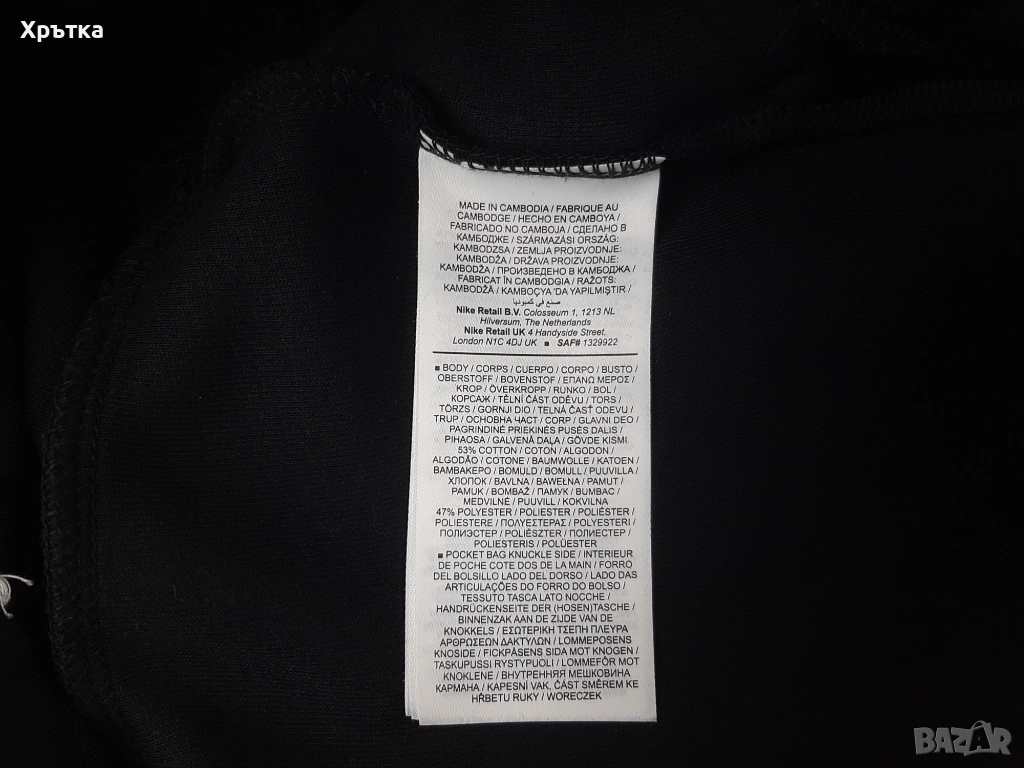 Хрътка
MADE IN CAMBODIA / FABRIQUE AU
CAMBODGE / HECHO EN CAMBOYA /
FABRICADO NO CAMBOJA / СДЕЛАНО В
КАМБОДЖЕ / SZÁRMAZÁSI ORSZÁG:
KAMBODZSA / ZEMLJA PROIZVODNJE:
KAMBODŽA / DRŽAVA PROIZVODNJE:
KAMBODŽA / ПРОИЗВЕДЕНО В КАМБОДЖА /
FABRICAT ÎN CAMBODGIA / RAŽOTS:
KAMBODŽĀ / KAMBOÇYA 'DA YAPILMIŞTIR /
صنع في كمبوديا
Nike Retail B.V. Colosseum 1, 1213 NL
Hilversum, The Netherlands
Nike Retail UK 4 Handyside Street,
London N1C 4DJ UK ■ SAF# 1329922
■ BODY / CORPS / CUERPO / CORPO / BUSTO /
OBERSTOFF / BOVENSTOF / ΕΠΑΝΩ ΜΕΡΟΣ /
KROP / ÖVERKROPP / RUNKO / BOL /
КОРСАЖ / TĚLNÍ ČÁST ODĚVU / TORS /
TÖRZS / GORNJI DIO / TELNÁ ČASŤ ODEVU /
TRUP / ОСНОВНА ЧАСТ / CORP / GLAVNI DEO /
PAGRINDINĖ PRIEKINĖS PUSĖS DALIS /
PIHAOSA / GALVENĀ DAĻA / GÖVDE KISMI
53% COTTON / COTON / ALGODON /
ALGODÃO / COTONE / BAUMWOLLE / KATOEN /
ΒΑΜΒΑΚΕΡΟ / BOMULD / BOMULL / PUUVILLA /
ХЛОПОК / BAVLNA / BAWEŁNA / PAMUT /
PAMUK / BOMBAŽ / ПАМУК / BUMBAC /
MEDVILNĖ / PUUVILL / KOKVILNA
47% POLYESTER / POLIESTER / POLIÉSTER /
POLIESTERE / ΠΟΛΥΕΣΤΕΡΑΣ / POLYESTERI /
ПОЛИЭСТЕР / POLIÉSZTER / ПОЛИЕСТЕР /
POLIESTERIS / POLÜESTER
■ POCKET BAG KNUCKLE SIDE / INTERIEUR
DE POCHE COTE DOS DE LA MAIN / FORRO
DEL BOLSILLO LADO DEL DORSO / LADO DAS
ARTICULAÇÕES DO FORRO DO BOLSO /
TESSUTO TASCA LATO NOCCHE /
HANDRÜCKENSEITE DER (HOSEN)TASCHE /
BINNENZAK AAN DE ZIJDE VAN DE
KNOKKELS / ΕΣΩΤΕΡΙΚΗ ΤΣΕΠΗ ΠΛΕΥΡΑ
ΑΡΘΡΩΣΕΩΝ ΔΑΚΤΥΛΩΝ / LOMMEPOSENS
KNOSIDE / FICKPÅSENS SIDA MOT KNOGEN /
TASKUPUSSI RYSTYPUOLI / LOMMEFÔR MOT
KNOKLENE / ВНУТРЕННЯЯ МЕШКОВИНА
КАРМАНА / KAPESNÍ VAK, ČÁST SMĚREM KE
HŘBETU RUKY / WORECZEK
BAZAR